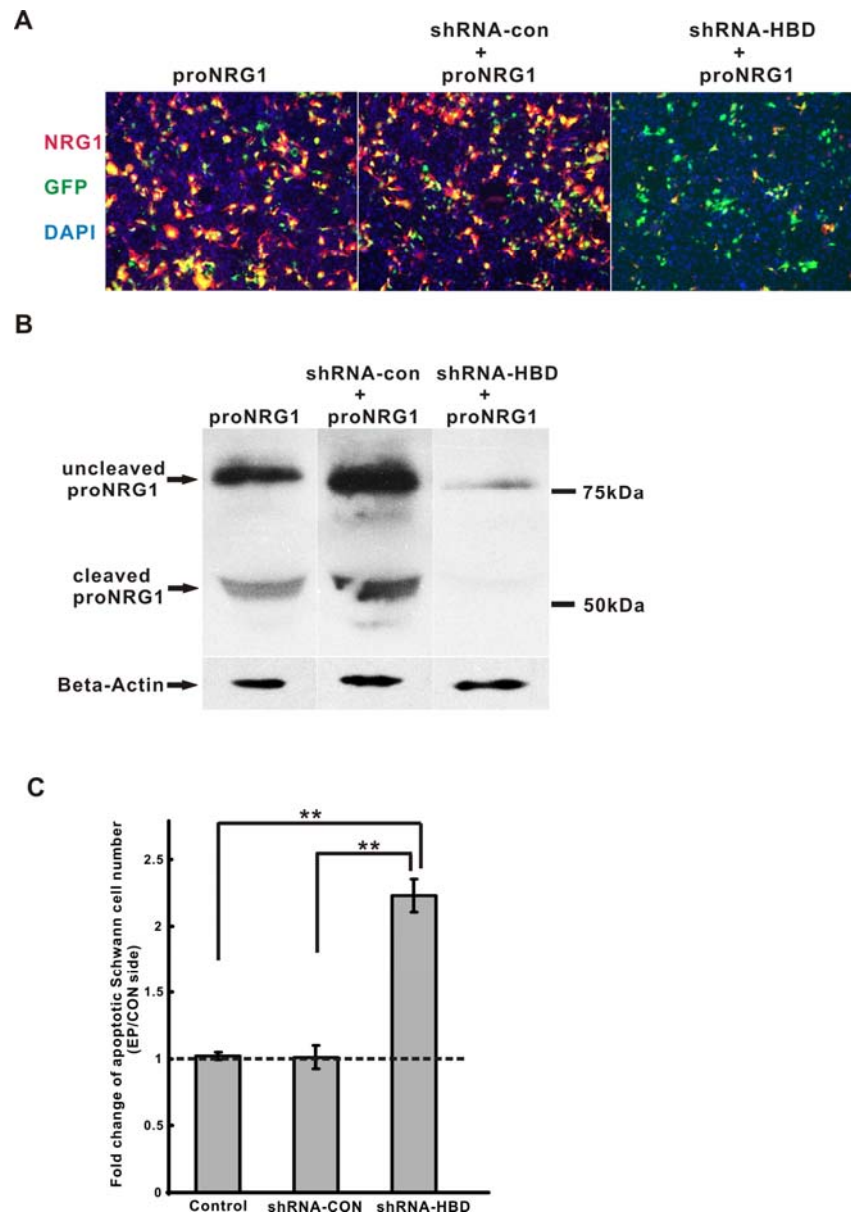 A
proNRG1
shRNA-con
+
proNRG1
shRNA-HBD
+
proNRG1
NRG1
GFP
DAPI
B
proNRG1
shRNA-con
+
proNRG1
shRNA-HBD
+
proNRG1
uncleaved
proNRG1
75kDa
cleaved
proNRG1
50kDa
Beta-Actin
C
Fold change of apoptotic Schwann cell number
(EP/CON side)
**
**
2.5
2
1.5
1
0.5
0
Control
shRNA-CON
shRNA-HBD